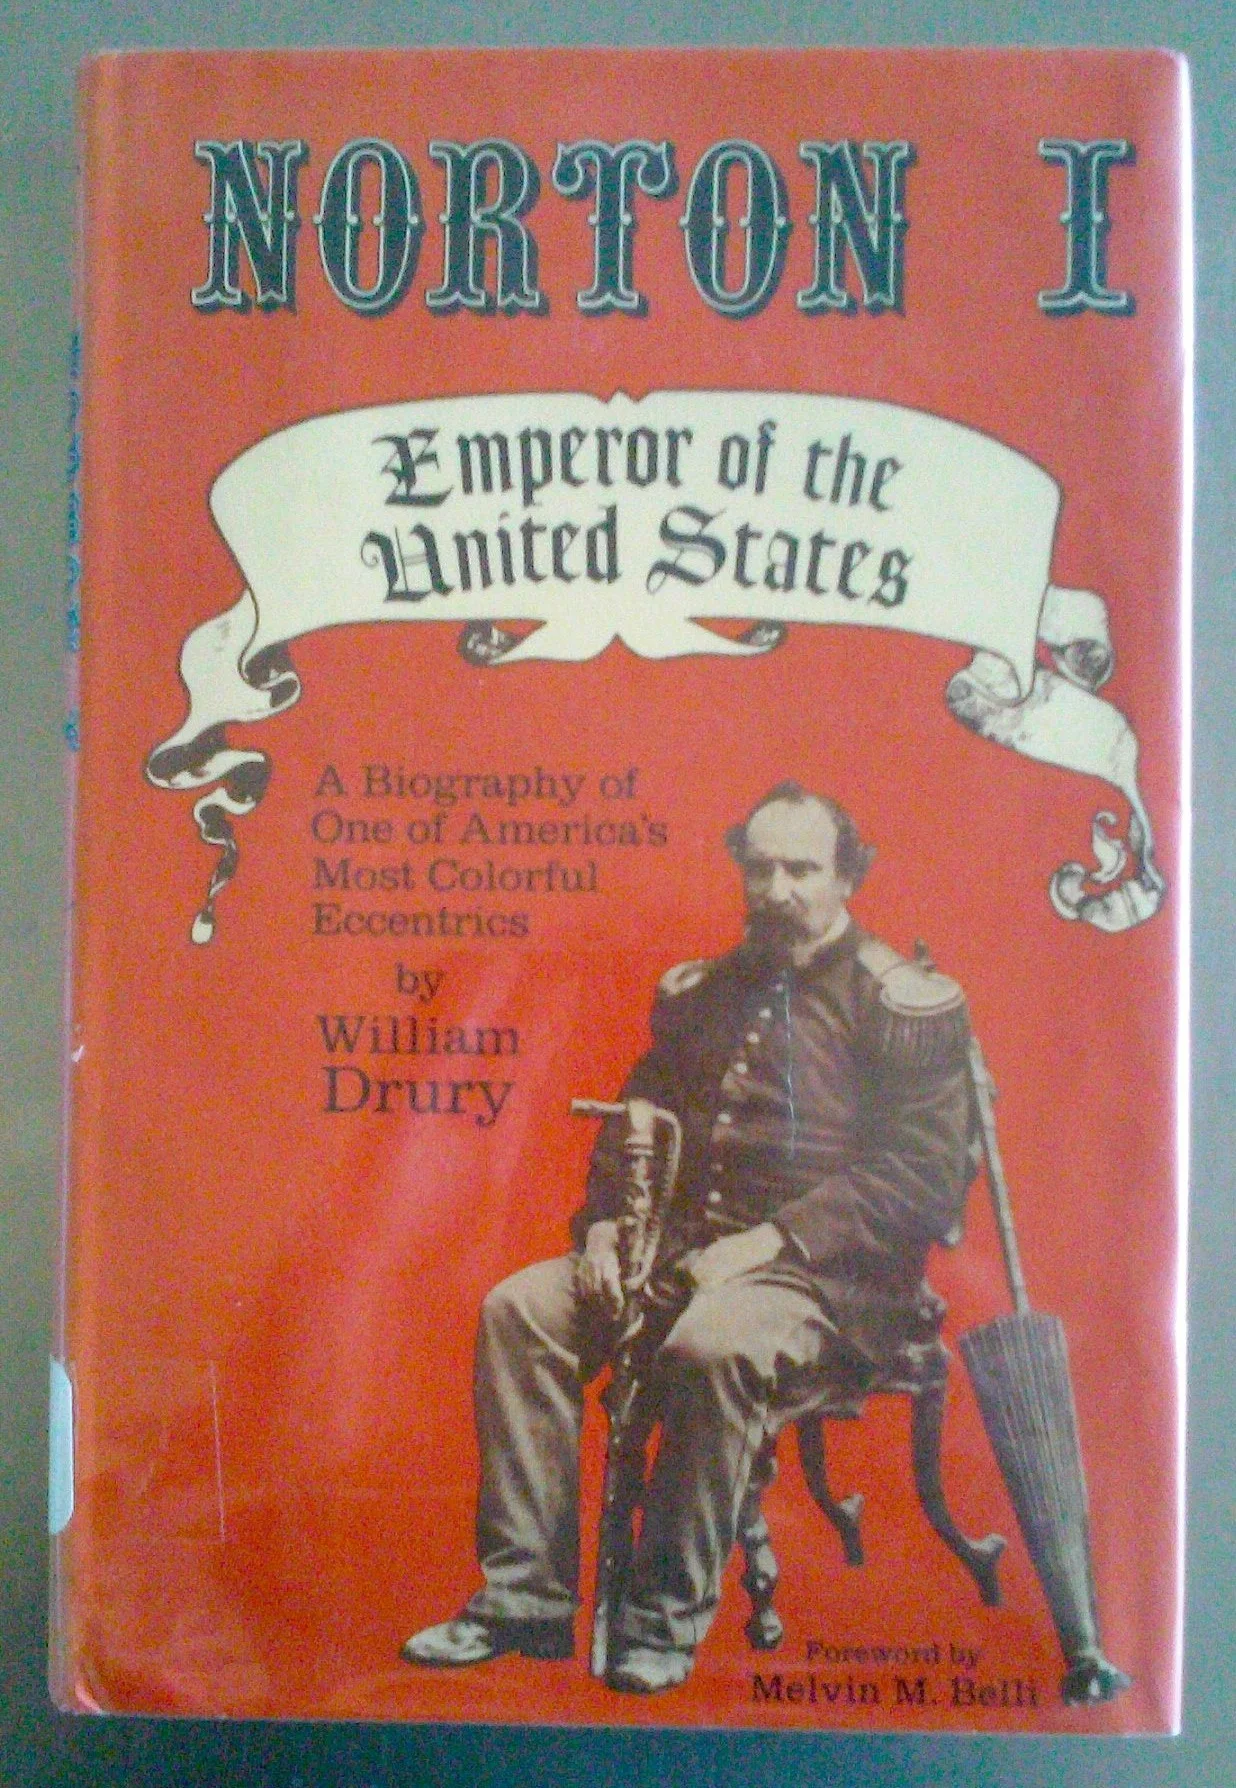 NORTON I
Emperor of the
United States
A Biography of
One of America's
Most Colorful
Eccentrics
by
William
Drury
Foreword by
Melvin M. Belli